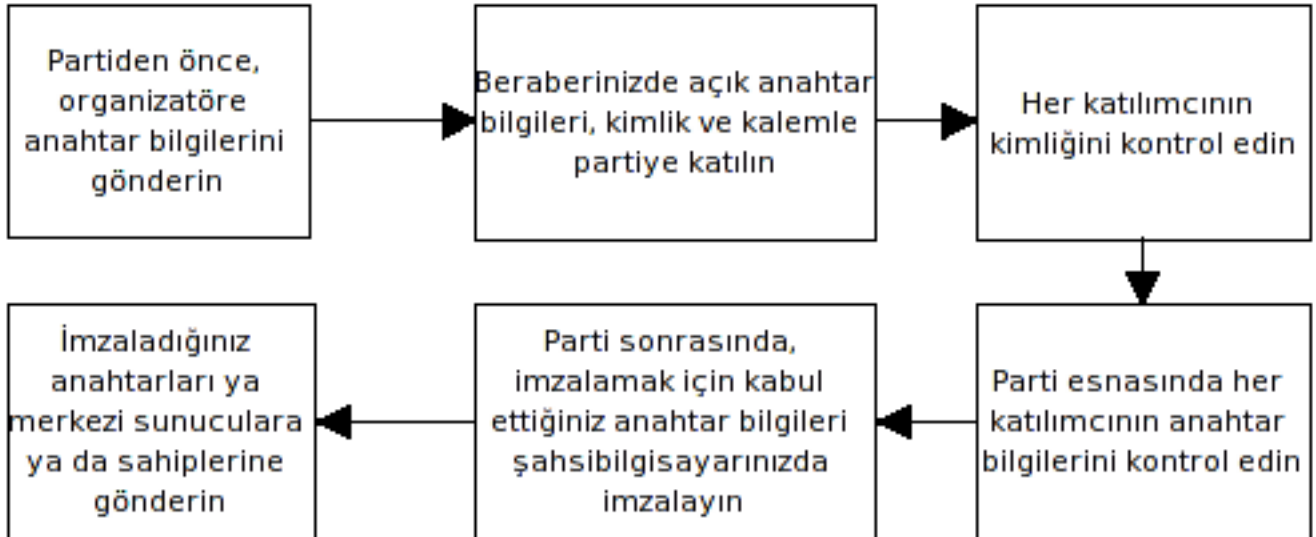 Partiden önce,
organizatöre
anahtar bilgilerini
gönderin
Beraberinizde açık anahtar
bilgileri, kimlik ve kalemle
partiye katılın
Her katılımcının
kimliğini kontrol edin
Parti esnasında her
katılımcının anahtar
bilgilerini kontrol edin
Parti sonrasında,
imzalamak için kabul
ettiğiniz anahtar bilgileri
şahsibilgisayarınızda
imzalayın
İmzaladığınız
anahtarları ya
merkezi sunuculara
ya da sahiplerine
gönderin